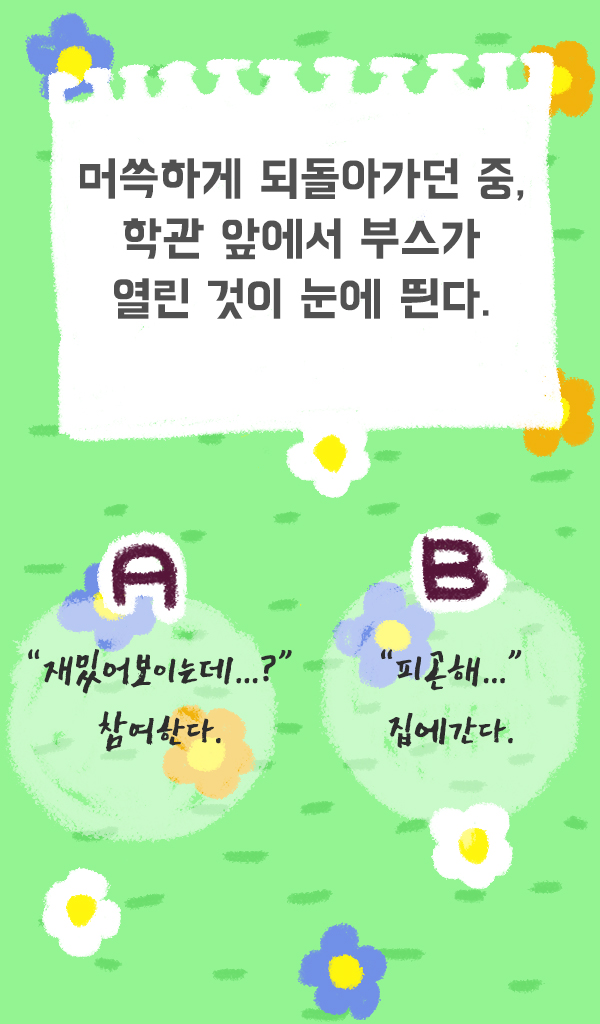 머쓱하게 되돌아가던 중,
학관 앞에서 부스가
열린 것이 눈에 띈다.
A
"재밌어보이는데...?"
참여한다.
B
"피곤해..."
집에간다.